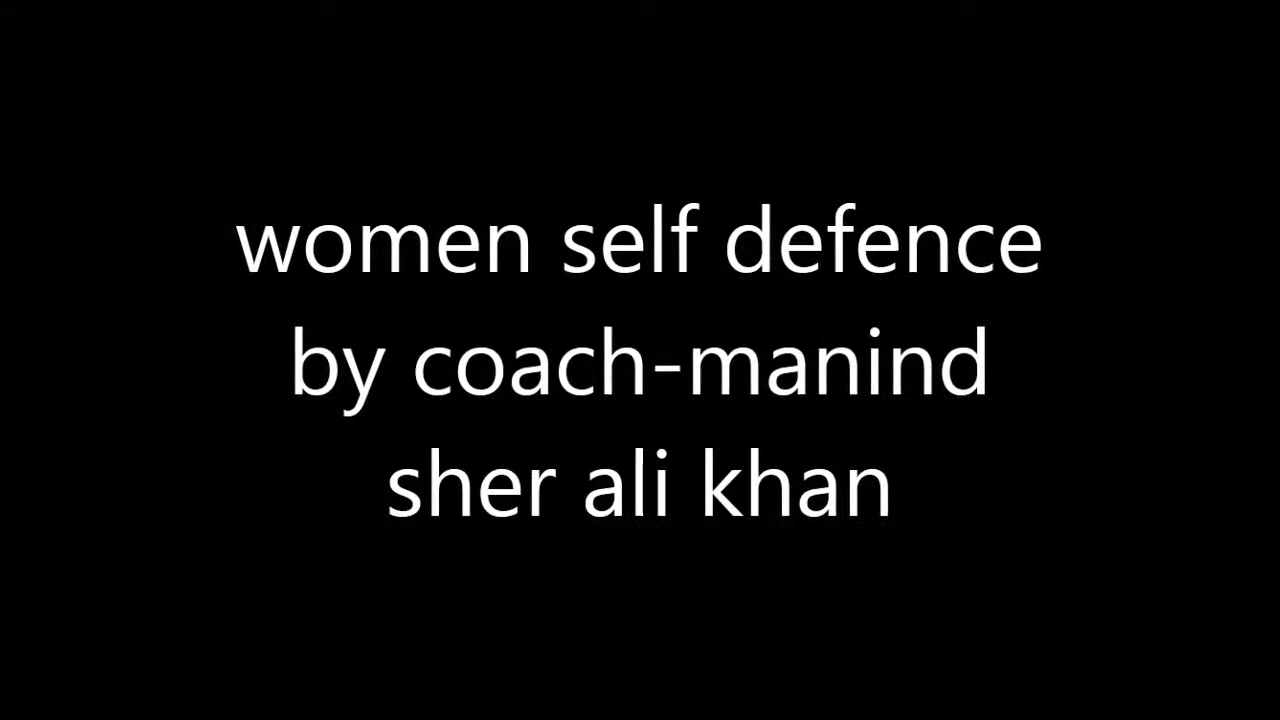 women self defence
by coach-manind
sher ali khan